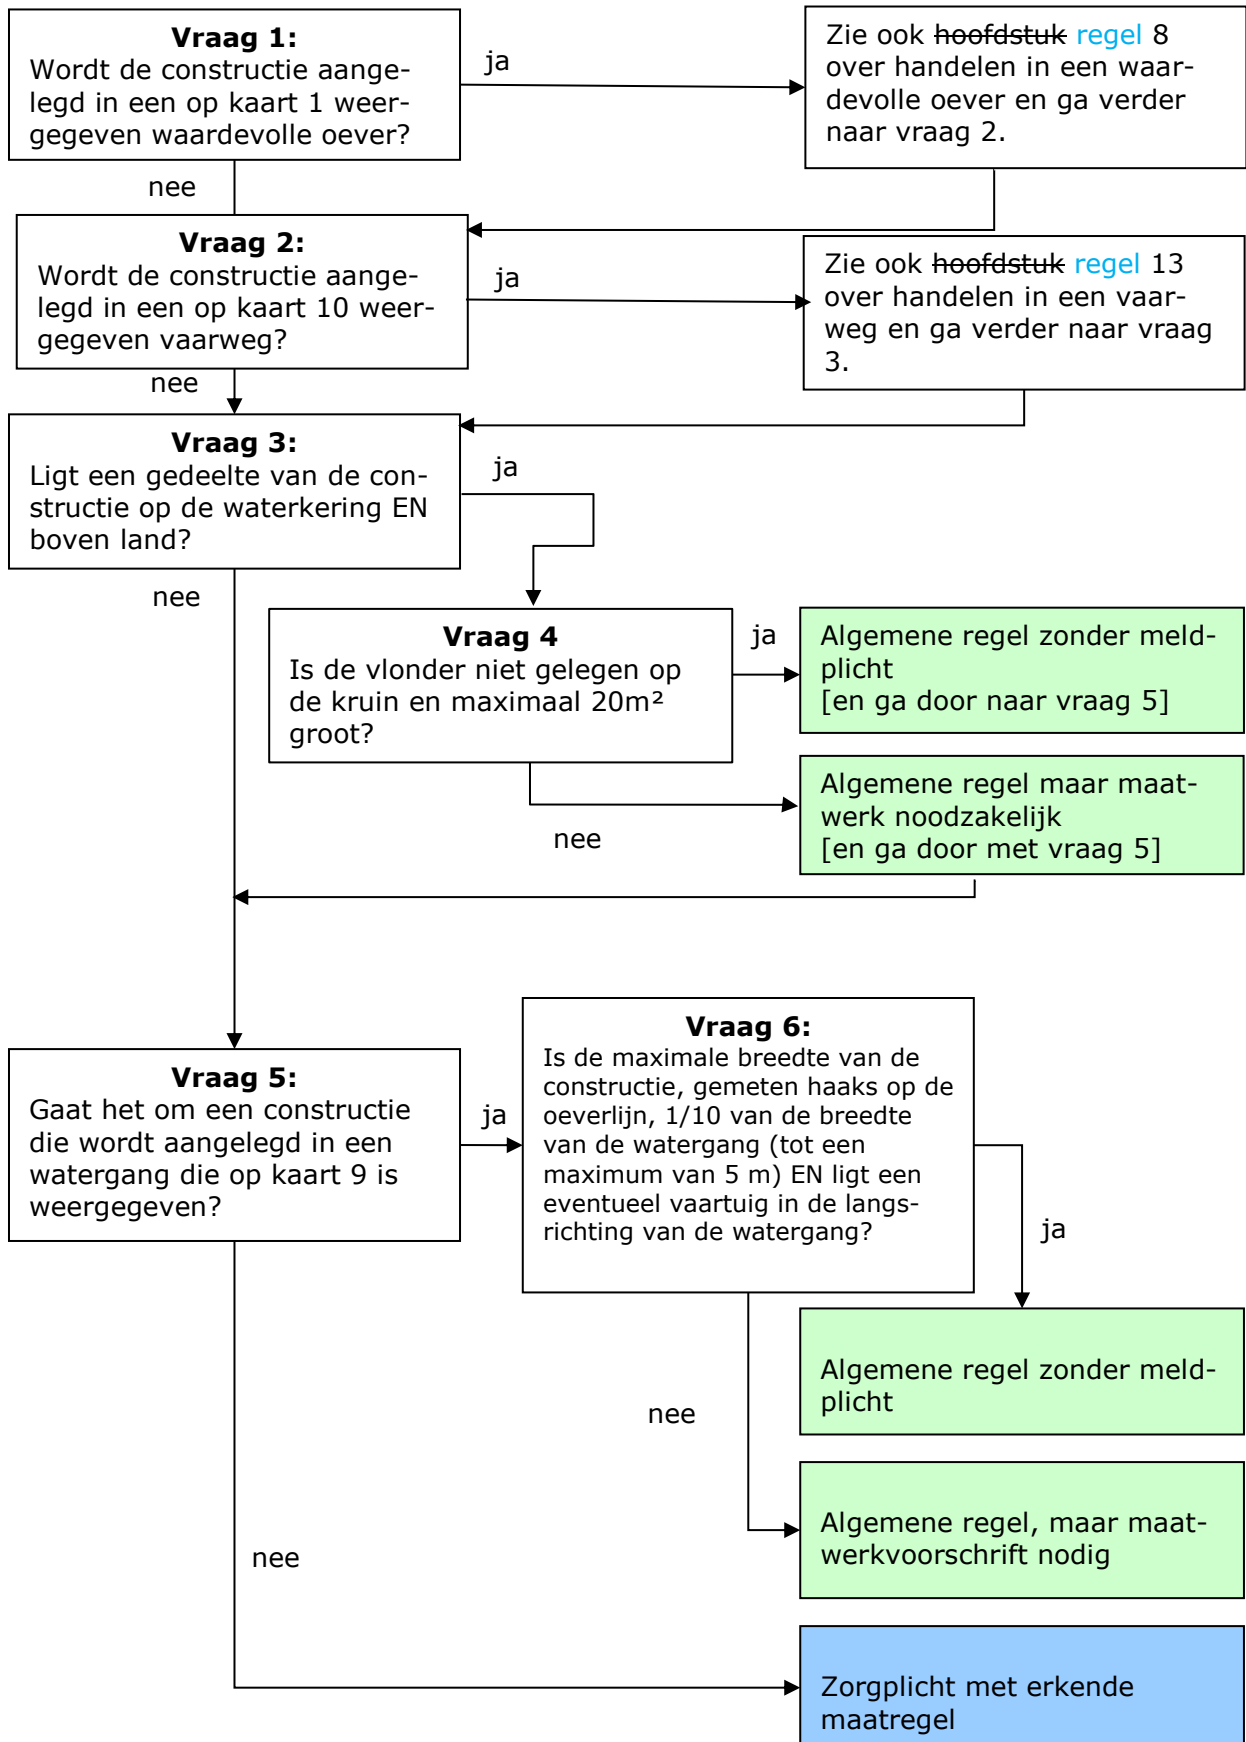 Vraag 1:
Wordt de constructie aange-
legd in een op kaart 1 weer-
gegeven waardevolle oever?
ja
Zie ook hoofdstuk regel 8
over handelen in een waar-
devolle oever en ga verder
naar vraag 2.
nee
Vraag 2:
Wordt de constructie aange-
legd in een op kaart 10 weer-
gegeven vaarweg?
ja
Zie ook hoofdstuk regel 13
over handelen in een vaar-
weg en ga verder naar vraag
3.
nee
Vraag 3:
Ligt een gedeelte van de con-
structie op de waterkering EN
boven land?
ja
nee
Vraag 4
Is de vlonder niet gelegen op
de kruin en maximaal 20m²
groot?
ja
Algemene regel zonder meld-
plicht
[en ga door naar vraag 5]
nee
Algemene regel maar maat-
werk noodzakelijk
[en ga door met vraag 5]
Vraag 5:
Gaat het om een constructie
die wordt aangelegd in een
watergang die op kaart 9 is
weergegeven?
ja
Vraag 6:
Is de maximale breedte van de
constructie, gemeten haaks op de
oeverlijn, 1/10 van de breedte
van de watergang (tot een
maximum van 5 m) EN ligt een
eventueel vaartuig in de langs-
richting van de watergang?
ja
Algemene regel zonder meld-
plicht
nee
Algemene regel, maar maat-
werkvoorschrift nodig
nee
Zorgplicht met erkende
maatregel